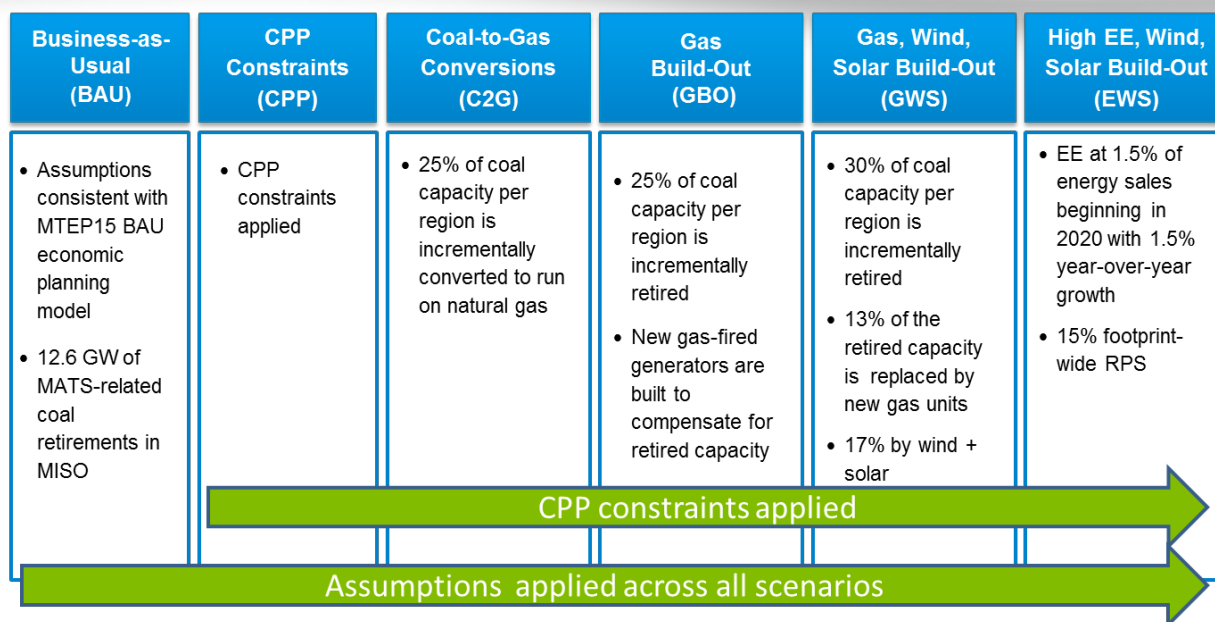 Business-as-
Usual
(BAU)
• Assumptions
consistent with
MTEP15 BAU
economic
planning
model
• 12.6 GW of
MATS-related
coal
retirements in
MISO
CPP
Constraints
(CPP)
• CPP
constraints
applied
Coal-to-Gas
Conversions
(C2G)
• 25% of coal
capacity per
region is
incrementally
converted to run
on natural gas
Gas
Build-Out
(GBO)
• 25% of coal
capacity per
region is
incrementally
retired
• New gas-fired
generators are
built to
compensate for
retired capacity
Gas, Wind,
Solar Build-Out
(GWS)
• 30% of coal
capacity per
region is
incrementally
retired
• 13% of the
retired capacity
is replaced by
new gas units
• 17% by wind +
solar
High EE, Wind,
Solar Build-Out
(EWS)
• EE at 1.5% of
energy sales
beginning in
2020 with 1.5%
year-over-year
growth
• 15% footprint-
wide RPS
CPP constraints applied
Assumptions applied across all scenarios